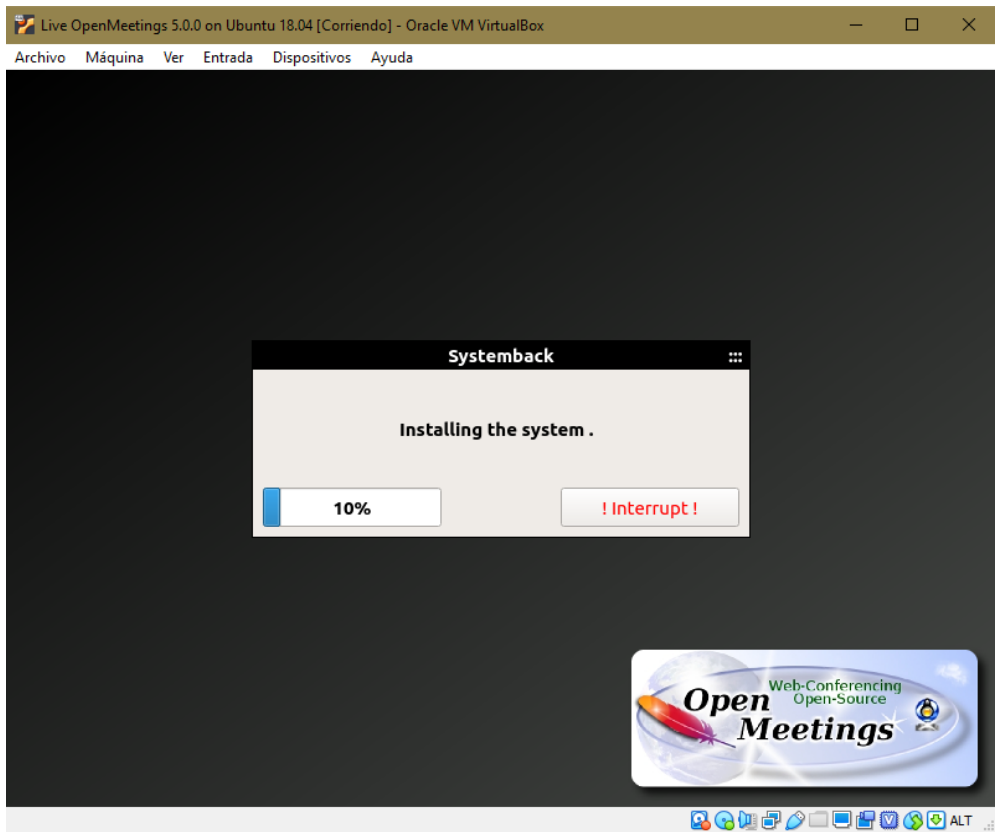 Live OpenMeetings 5.0.0 on Ubuntu 18.04 [Corriendo] - Oracle VM VirtualBox
Archivo Máquina Ver Entrada Dispositivos Ayuda
Systemback
Installing the system .
10%
! Interrupt !
Web-Conferencing
Open-Source
Open
Meetings
ALT